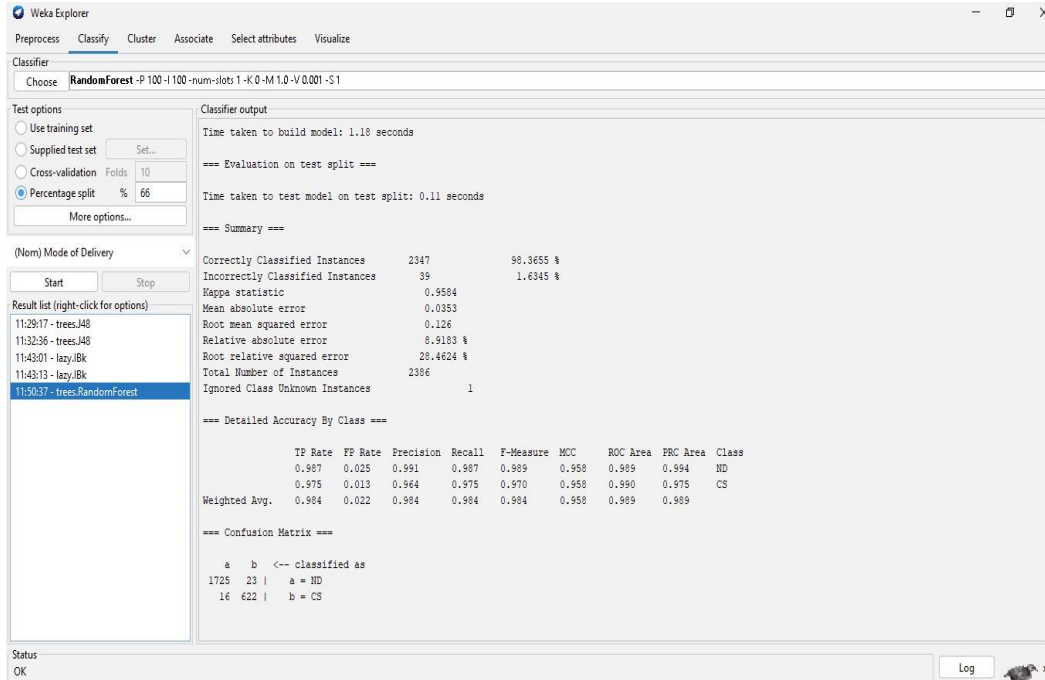 Weka Explorer
Preprocess Classify Cluster Associate Select attributes Visualize
Classifier
Choose RandomForest -P 100 -I 100 -num-slots 1 -K 0 -M 1.0 -V 0.001 -S 1
Test options
Use training set
Supplied test set Set...
Cross-validation Folds 10
Percentage split % 66
More options...
(Nom) Mode of Delivery
Start Stop
Result list (right-click for options)
11:29:17 - trees.J48
11:32:36 - trees.J48
11:43:01 - lazy.IBk
11:43:13 - lazy.IBk
11:50:37 - trees.RandomForest
Classifier output
Time taken to build model: 1.18 seconds
=== Evaluation on test split ===
Time taken to test model on test split: 0.11 seconds
=== Summary ===
Correctly Classified Instances 2347 98.3655 %
Incorrectly Classified Instances 39 1.6345 %
Kappa statistic 0.9584
Mean absolute error 0.0353
Root mean squared error 0.126
Relative absolute error 8.9183 %
Root relative squared error 28.4624 %
Total Number of Instances 2386
Ignored Class Unknown Instances 1
=== Detailed Accuracy By Class ===
TP Rate FP Rate Precision Recall F-Measure MCC ROC Area PRC Area Class
0.987 0.025 0.991 0.987 0.989 0.958 0.989 0.994 ND
0.975 0.013 0.964 0.975 0.970 0.958 0.990 0.975 CS
Weighted Avg. 0.984 0.022 0.984 0.984 0.984 0.958 0.989 0.989
=== Confusion Matrix ===
a b <-- classified as
1725 23 | a = ND
16 622 | b = CS
Status
OK
Log
x